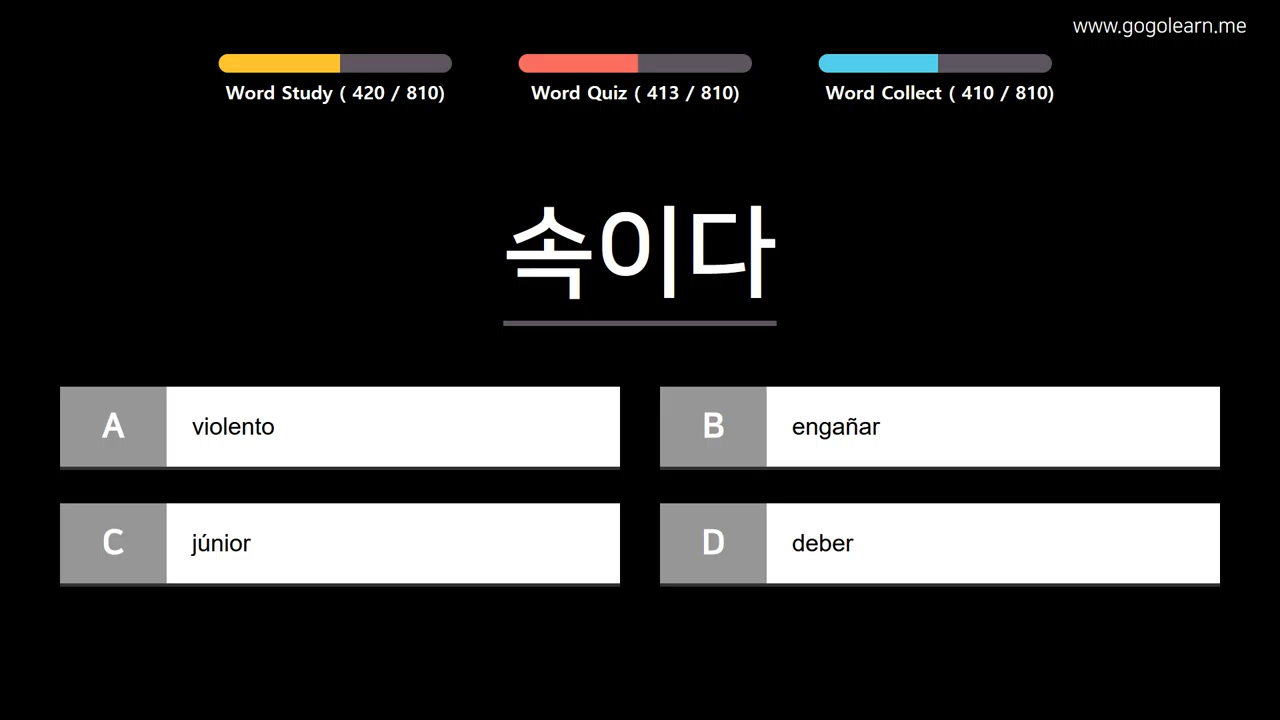 www.gogolearn.me
Word Study ( 420 / 810)
Word Quiz ( 413 / 810)
Word Collect ( 410 / 810)
속이다
A violento
B engañar
C júnior
D deber